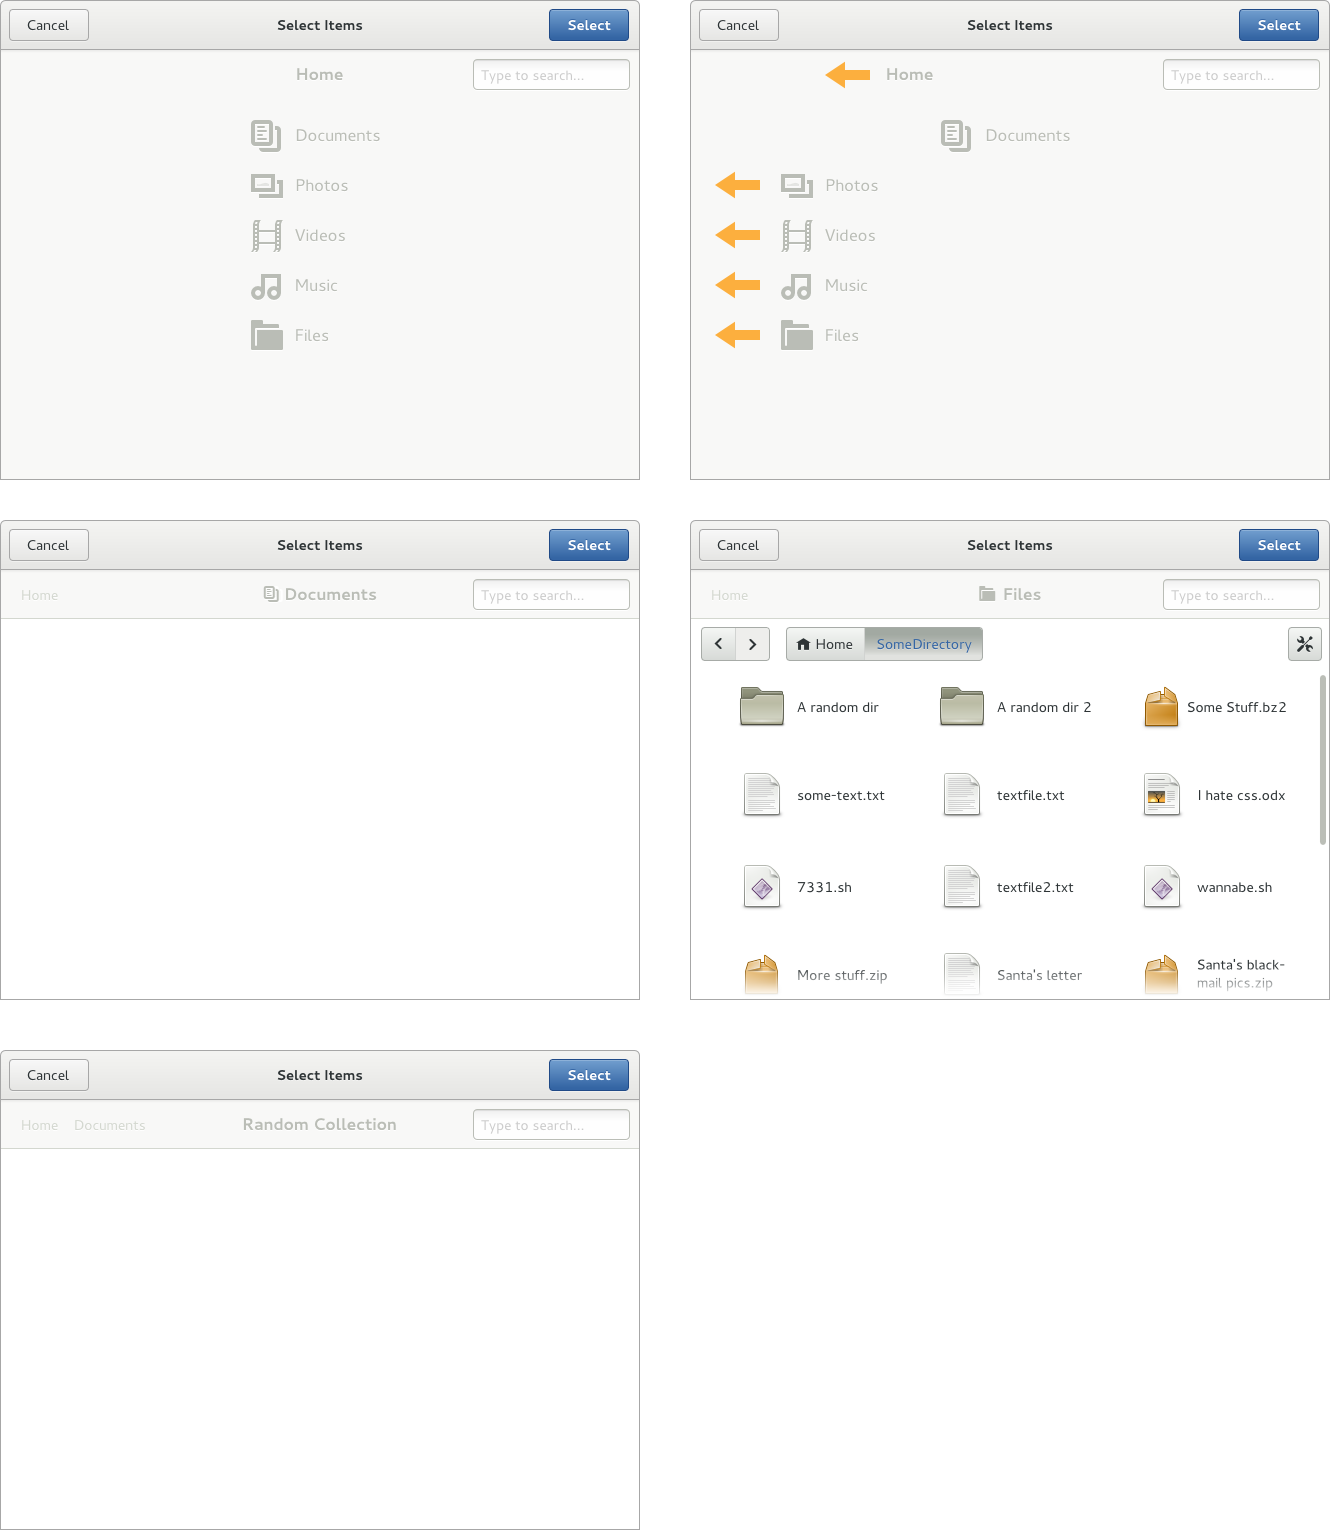 Cancel Select Items Select
Home Type to search...
Documents
Photos
Videos
Music
Files
Cancel Select Items Select
Home Type to search...
Documents
Photos
Videos
Music
Files
Cancel Select Items Select
Home Documents Type to search...
Cancel Select Items Select
Home Files Type to search...
Home SomeDirectory
A random dir A random dir 2 Some Stuff.bz2
some-text.txt textfile.txt I hate css.odx
7331.sh textfile2.txt wannabe.sh
More stuff.zip Santa's letter Santa's black-
mail pics.zip
Cancel Select Items Select
Home Documents Random Collection Type to search...